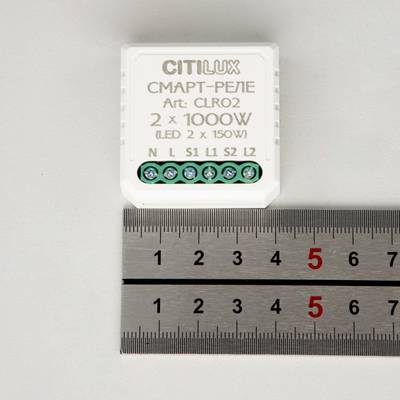 CITILUX
СМАРТ-РЕЛЕ
Art: CLR02
2 x 1000W
(LED 2 x 150W)
N L S1 L1 S2 L2
1 2 3 4 5 6 7
1 2 3 4 5 6 7